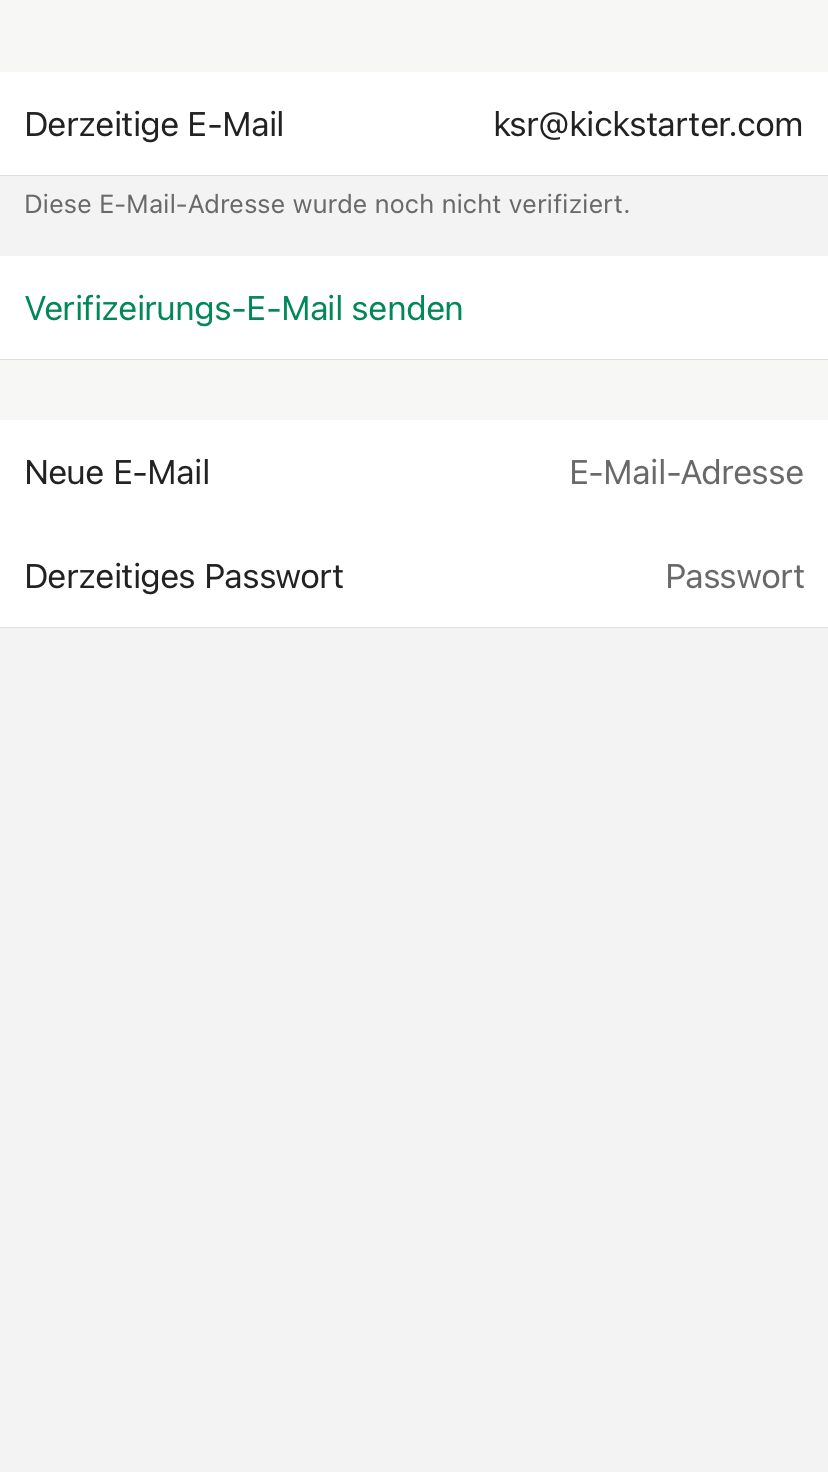 Derzeitige E-Mail ksr@kickstarter.com
Diese E-Mail-Adresse wurde noch nicht verifiziert.
Verifizeirungs-E-Mail senden
Neue E-Mail E-Mail-Adresse
Derzeitiges Passwort Passwort